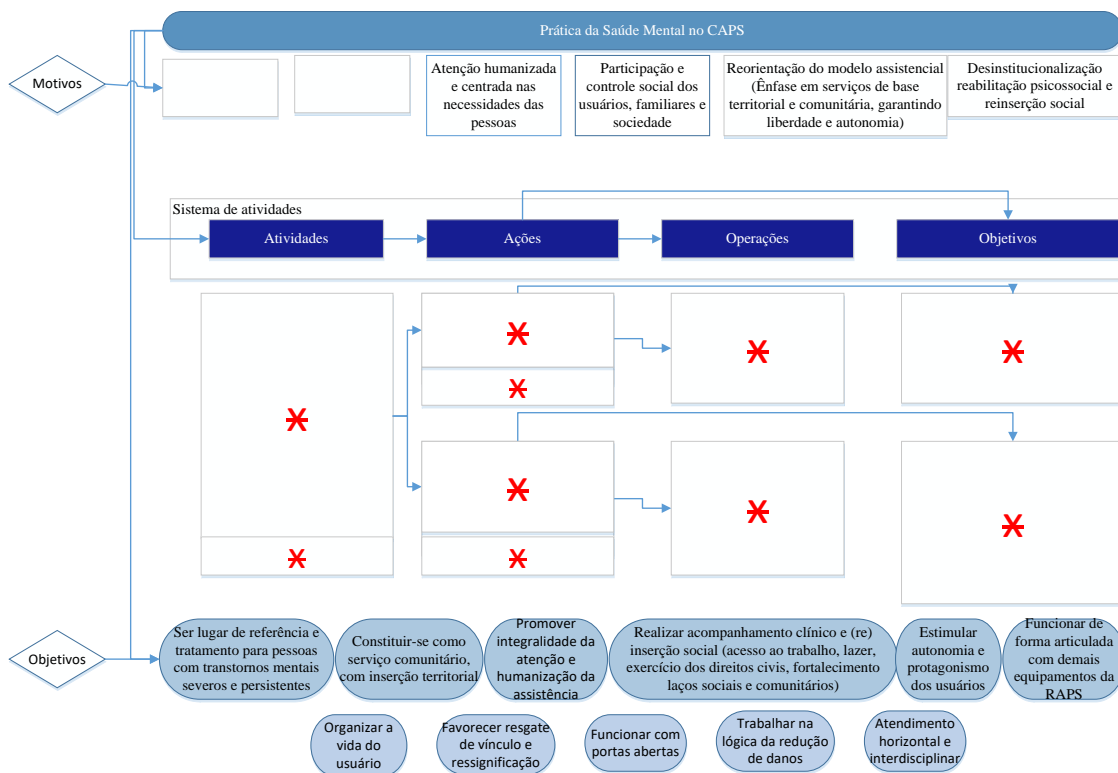 Prática da Saúde Mental no CAPS
Motivos
Atenção humanizada
e centrada nas
necessidades das
pessoas
Participação e
controle social dos
usuários, familiares e
sociedade
Reorientação do modelo assistencial
(Ênfase em serviços de base
territorial e comunitária, garantindo
liberdade e autonomia)
Desinstitucionalização
reabilitação psicossocial e
reinserção social
Sistema de atividades
Atividades
Ações
Operações
Objetivos
Objetivos
Ser lugar de referência e
tratamento para pessoas
com transtornos mentais
severos e persistentes
Constituir-se como
serviço comunitário,
com inserção territorial
Promover
integralidade da
atenção e
humanização da
assistência
Realizar acompanhamento clínico e (re)
inserção social (acesso ao trabalho, lazer,
exercício dos direitos civis, fortalecimento
laços sociais e comunitários)
Estimular
autonomia e
protagonismo
dos usuários
Funcionar de
forma articulada
com demais
equipamentos da
RAPS
Organizar a
vida do
usuário
Favorecer resgate
de vínculo e
ressignificação
Funcionar com
portas abertas
Trabalhar na
lógica da redução
de danos
Atendimento
horizontal e
interdisciplinar